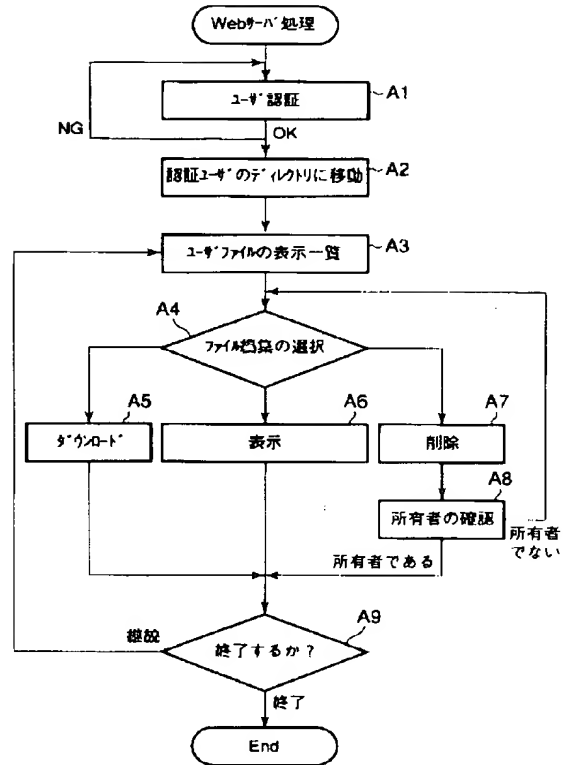 Webサーバ処理
A1
ユーザ認証
NG
OK
A2
認証ユーザのディレクトリに移動
A3
ユーザファイルの表示一覧
A4
ファイル操作の選択
A5
ダウンロード
A6
表示
A7
削除
A8
所有者の確認
所有者
でない
所有者である
A9
継続
終了するか?
終了
End